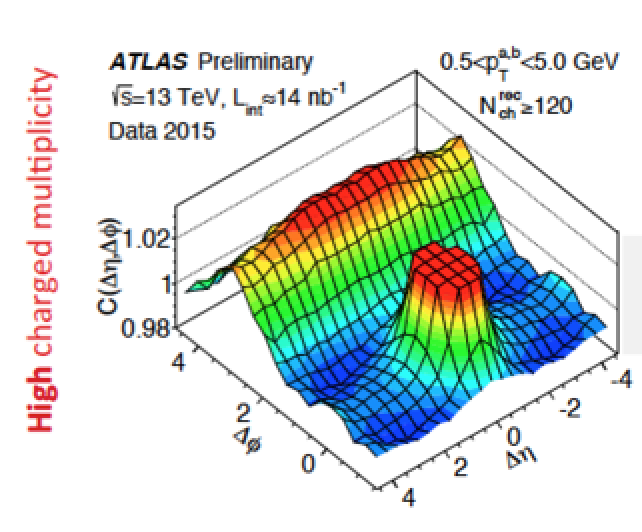 High charged multiplicity
ATLAS Preliminary
√s=13 TeV, L_int≈14 nb⁻¹
Data 2015
0.5<p_T^{a,b}<5.0 GeV
N_ch^rec≥120
C(Δη,Δϕ)
1.02
1
0.98
4
2
0
Δϕ
4
2
0
-2
-4
Δη